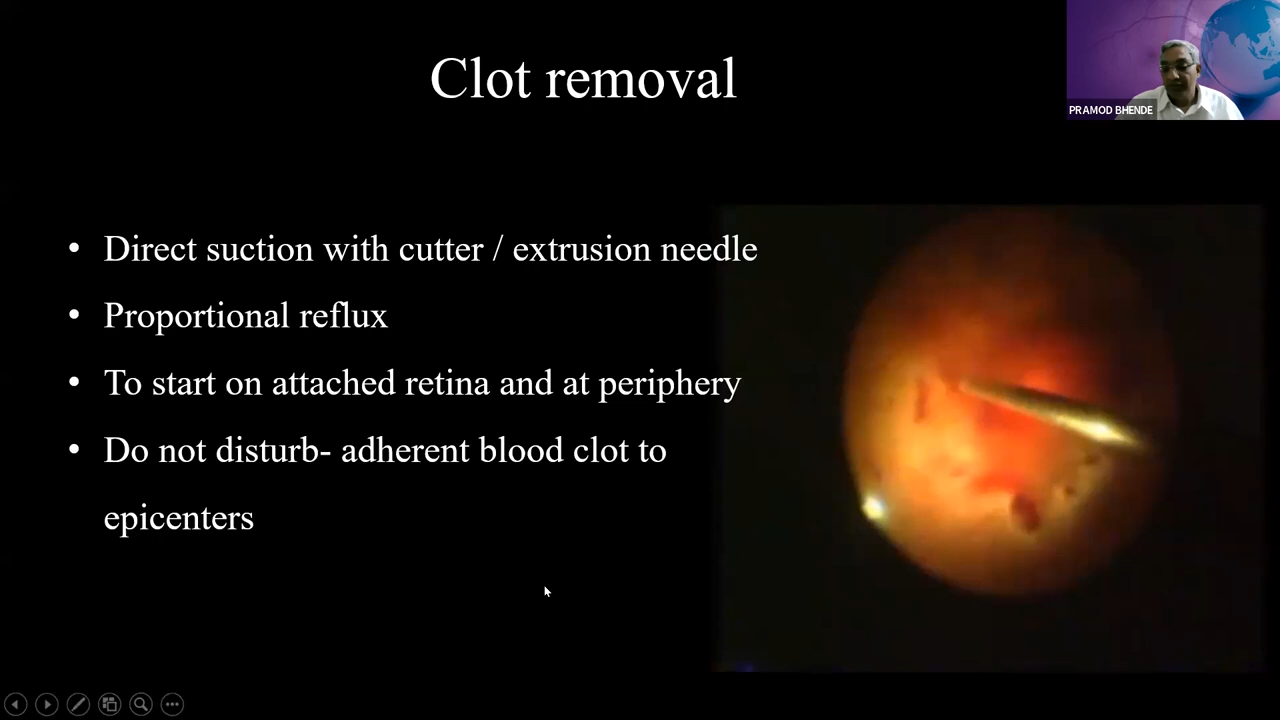 Clot removal
PRAMOD BHENDE
• Direct suction with cutter / extrusion needle
• Proportional reflux
• To start on attached retina and at periphery
• Do not disturb- adherent blood clot to
epicenters